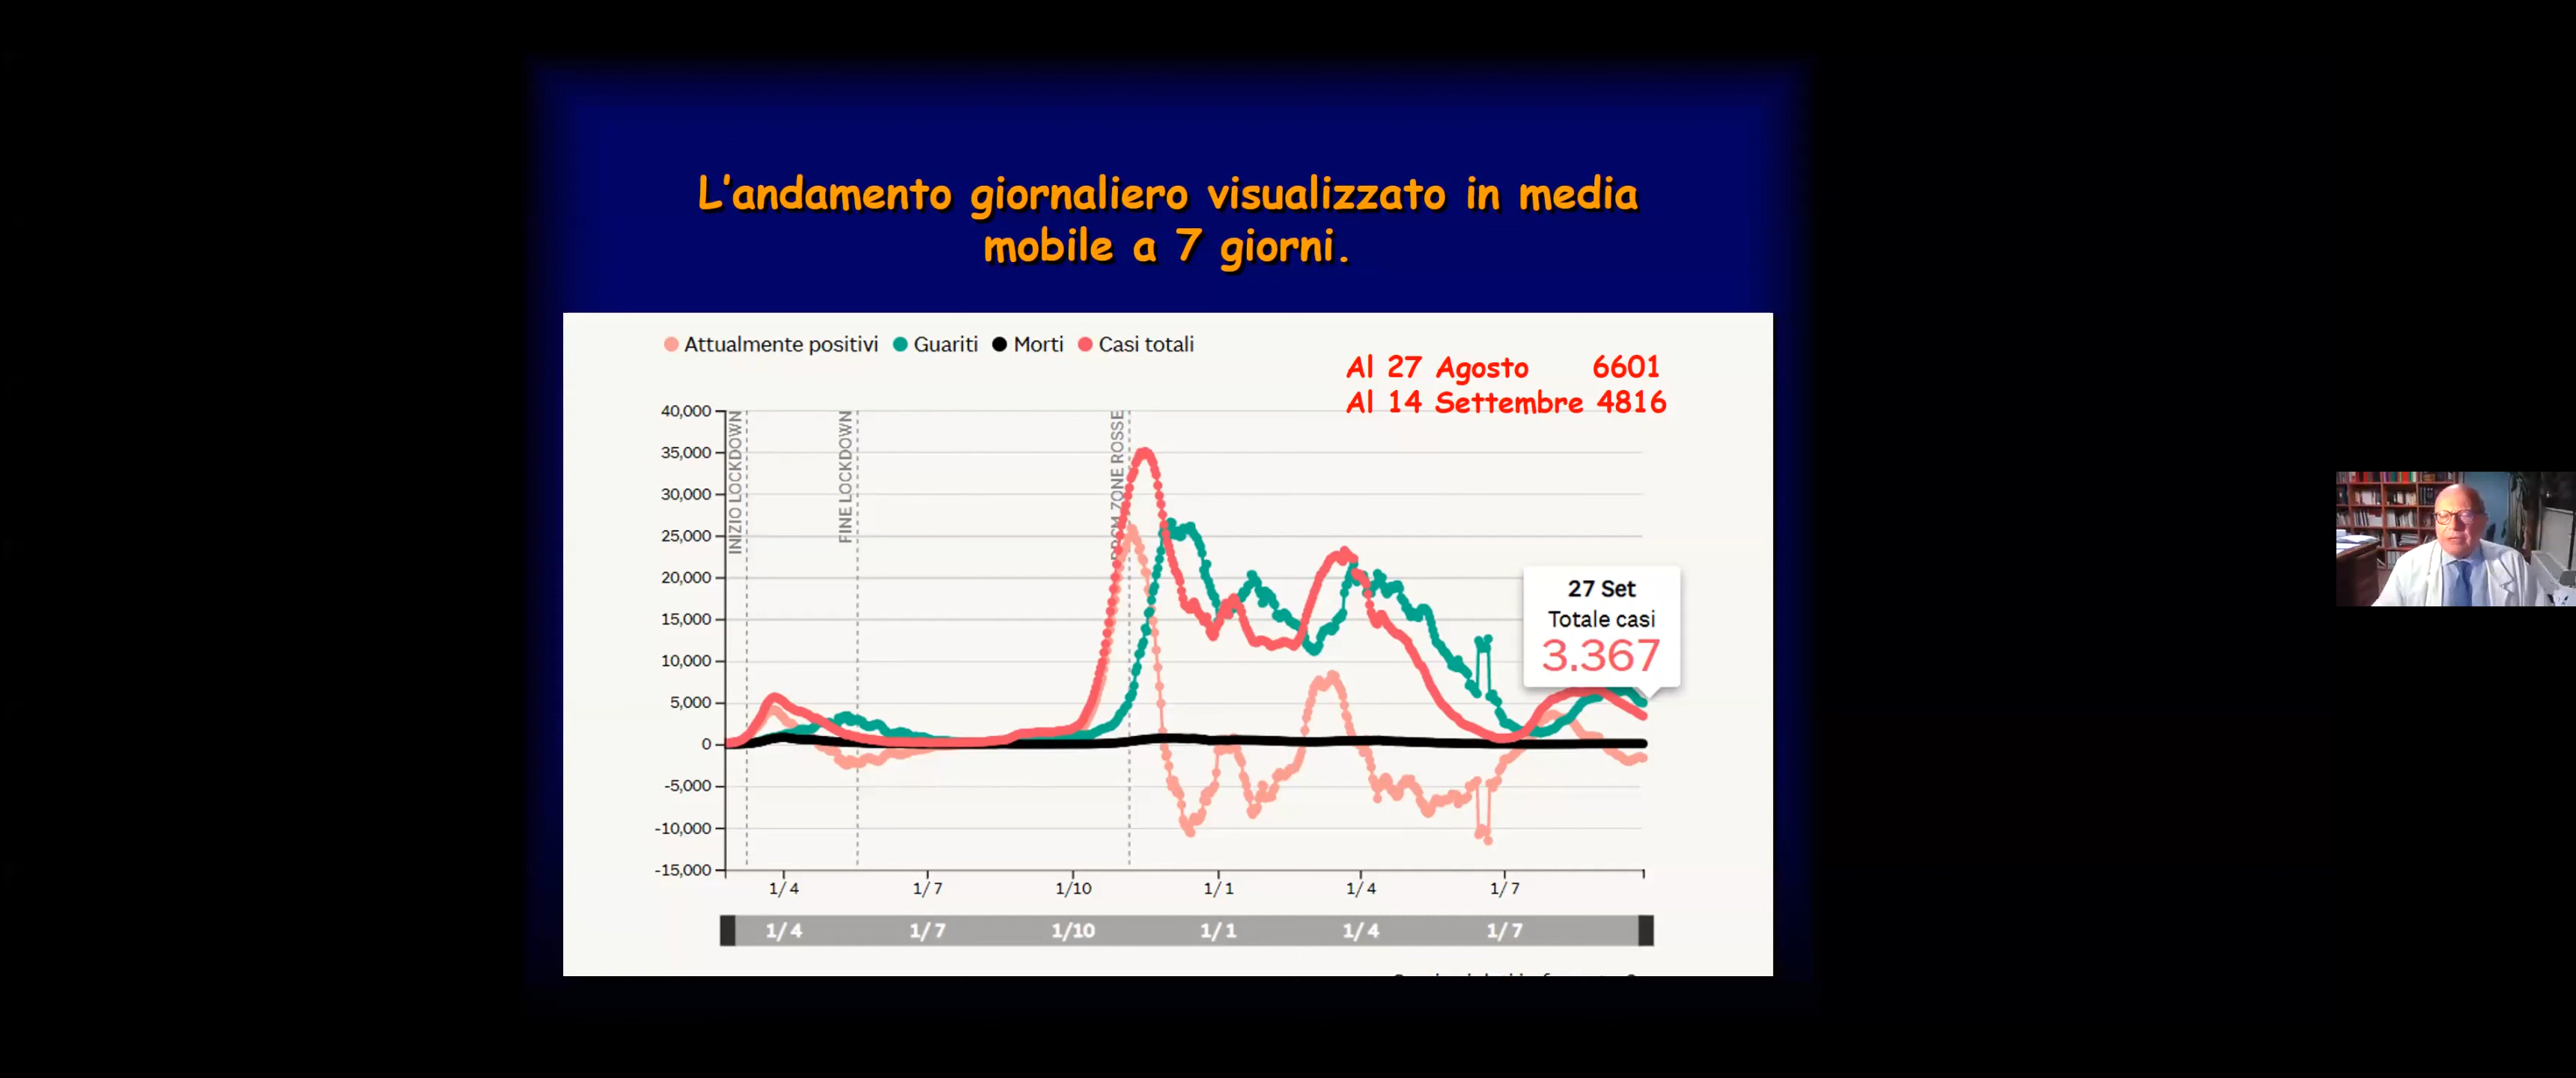 L'andamento giornaliero visualizzato in media
mobile a 7 giorni.
Attualmente positivi Guariti Morti Casi totali
Al 27 Agosto 6601
Al 14 Settembre 4816
40,000
35,000
30,000
25,000
20,000
15,000
10,000
5,000
0
-5,000
-10,000
-15,000
INIZIO LOCKDOWN
FINE LOCKDOWN
ZONE ROSSE
27 Set
Totale casi
3.367
1/4 1/7 1/10 1/1 1/4 1/7
1/4 1/7 1/10 1/1 1/4 1/7